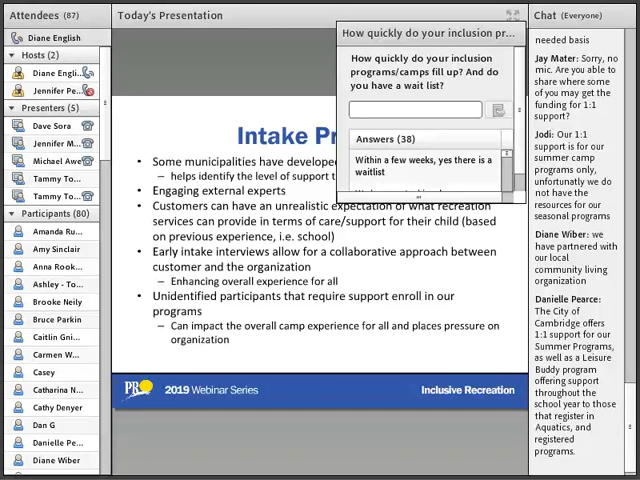 Attendees (87)
Diane English
Hosts (2)
Diane Engli...
Jennifer Pe...
Presenters (5)
Dave Sora
Jennifer M...
Michael Awe
Tammy To...
Tammy To...
Participants (80)
Amanda Ru...
Amy Sinclair
Anna Rook...
Ashley - To...
Brooke Neily
Bruce Parkin
Caitlin Gni...
Carmen W...
Casey
Catharina N...
Cathy Denyer
Dan G
Danielle Pe...
Diane Wiber
Today's Presentation
How quickly do your inclusion pr...
How quickly do your inclusion
programs/camps fill up? And do
you have a wait list?
Answers (38)
Within a few weeks, yes there is a
waitlist
Intake Pr
• Some municipalities have developed
– helps identify the level of support t
• Engaging external experts
• Customers can have an unrealistic expectation of what recreation
services can provide in terms of care/support for their child (based
on previous experience, i.e. school)
• Early intake interviews allow for a collaborative approach between
customer and the organization
– Enhancing overall experience for all
• Unidentified participants that require support enroll in our
programs
– Can impact the overall camp experience for all and places pressure on
organization
PRO
2019 Webinar Series
Inclusive Recreation
Chat (Everyone)
needed basis
Jay Mater: Sorry, no
mic. Are you able to
share where some
of you may get the
funding for 1:1
support?
Jodi: Our 1:1
support is for our
summer camp
programs only,
unfortunatly we do
not have the
resources for our
seasonal programs
Diane Wiber: we
have partnered with
our local
community living
organization
Danielle Pearce:
The City of
Cambridge offers
1:1 support for our
Summer Programs,
as well as a Leisure
Buddy program
offering support
throughout the
school year to those
that register in
Aquatics, and
registered
programs.